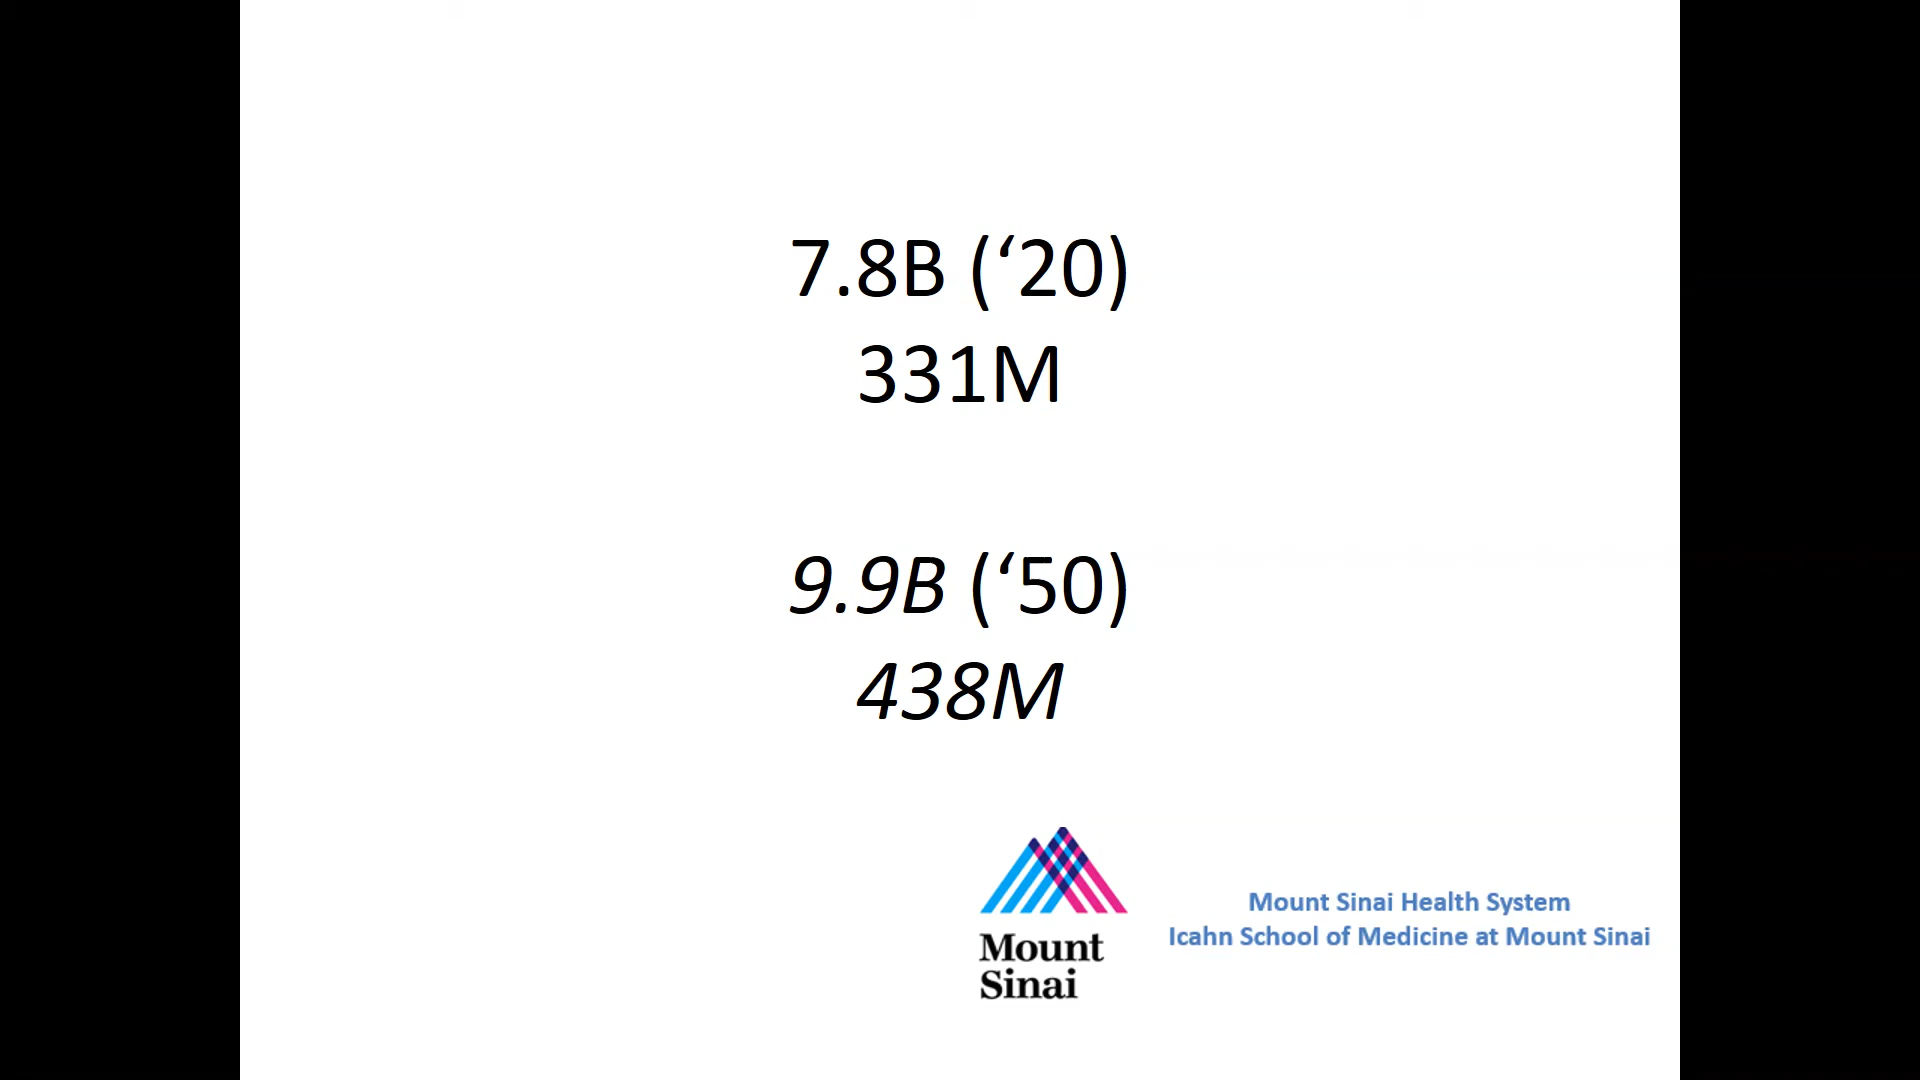 7.8B (‘20)
331M
9.9B (‘50)
438M
Mount
Sinai
Mount Sinai Health System
Icahn School of Medicine at Mount Sinai